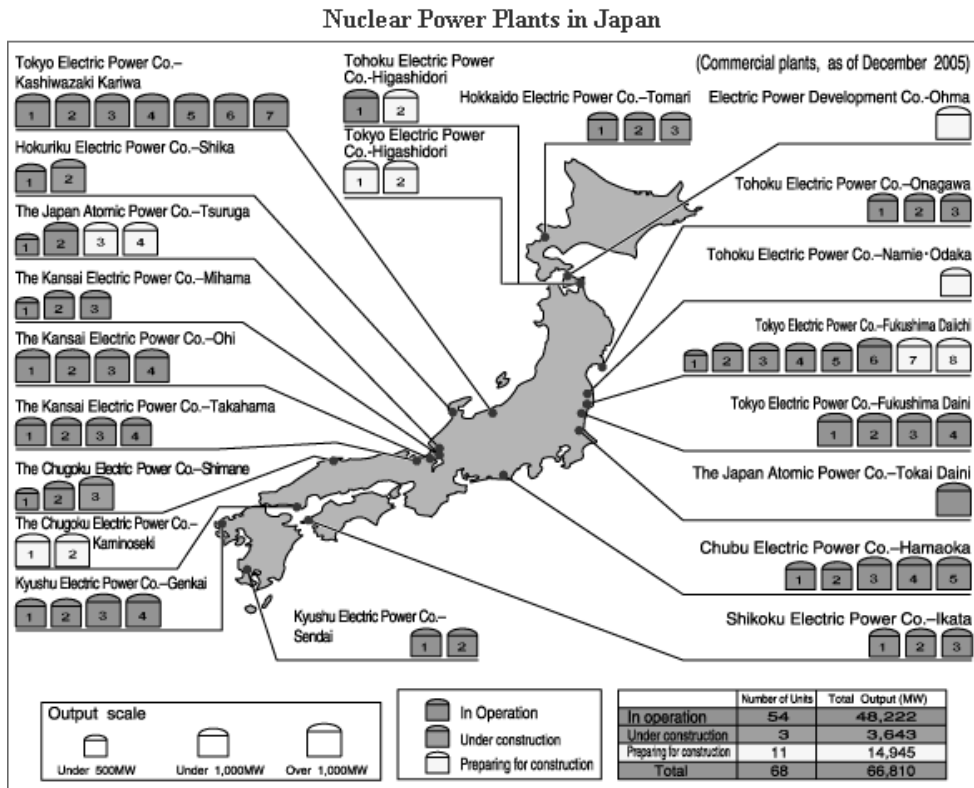 Nuclear Power Plants in Japan
Tokyo Electric Power Co.–
Kashiwazaki Kariwa
1 2 3 4 5 6 7
Hokuriku Electric Power Co.–Shika
1 2
The Japan Atomic Power Co.–Tsuruga
1 2 3 4
The Kansai Electric Power Co.–Mihama
1 2 3
The Kansai Electric Power Co.–Ohi
1 2 3 4
The Kansai Electric Power Co.–Takahama
1 2 3 4
The Chugoku Electric Power Co.–Shimane
1 2 3
The Chugoku Electric Power Co.–
Kaminoseki
1 2
Kyushu Electric Power Co.–Genkai
1 2 3 4
Tohoku Electric Power
Co.-Higashidori
1 2
Tokyo Electric Power
Co.-Higashidori
1 2
Hokkaido Electric Power Co.–Tomari
1 2 3
(Commercial plants, as of December 2005)
Electric Power Development Co.-Ohma
Tohoku Electric Power Co.–Onagawa
1 2 3
Tohoku Electric Power Co.–Namie･Odaka
Tokyo Electric Power Co.–Fukushima Daiichi
1 2 3 4 5 6 7 8
Tokyo Electric Power Co.–Fukushima Daini
1 2 3 4
The Japan Atomic Power Co.–Tokai Daini
Chubu Electric Power Co.–Hamaoka
1 2 3 4 5
Shikoku Electric Power Co.–Ikata
1 2 3
Kyushu Electric Power Co.–
Sendai
1 2
Output scale
Under 500MW Under 1,000MW Over 1,000MW
In Operation
Under construction
Preparing for construction
Number of Units Total Output (MW)
In operation 54 48,222
Under construction 3 3,643
Preparing for construction 11 14,945
Total 68 66,810